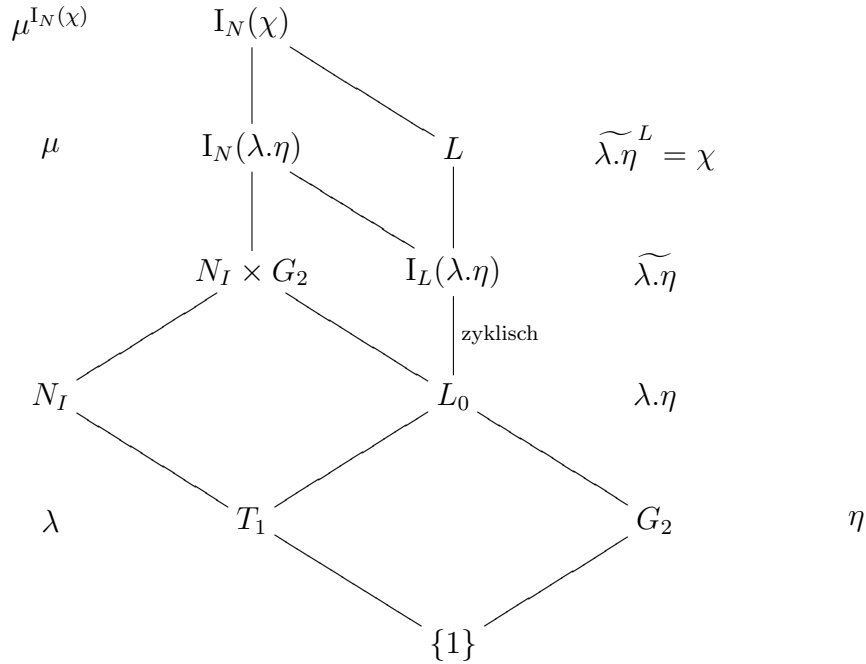 μ^{I_N(χ)} I_N(χ)
μ I_N(λ.η) L \widetilde{λ.η}^L = χ
N_I × G_2 I_L(λ.η) \widetilde{λ.η}
zyklisch
N_I L_0 λ.η
λ T_1 G_2 η
{1}